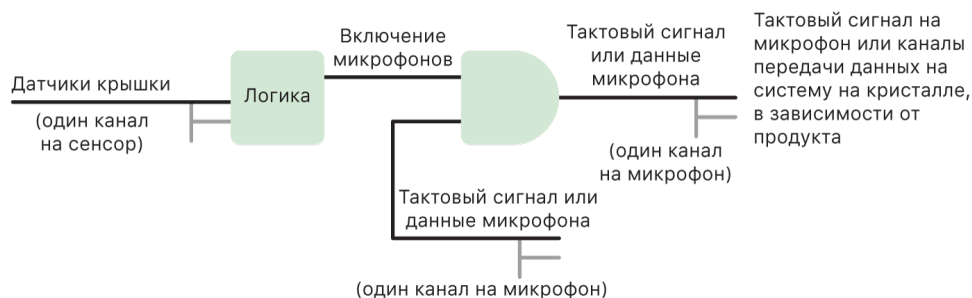 Датчики крышки
(один канал
на сенсор)
Логика
Включение
микрофонов
Тактовый сигнал
или данные
микрофона
(один канал
на микрофон)
Тактовый сигнал на
микрофон или каналы
передачи данных на
систему на кристалле,
в зависимости от
продукта
Тактовый сигнал или
данные микрофона
(один канал на микрофон)